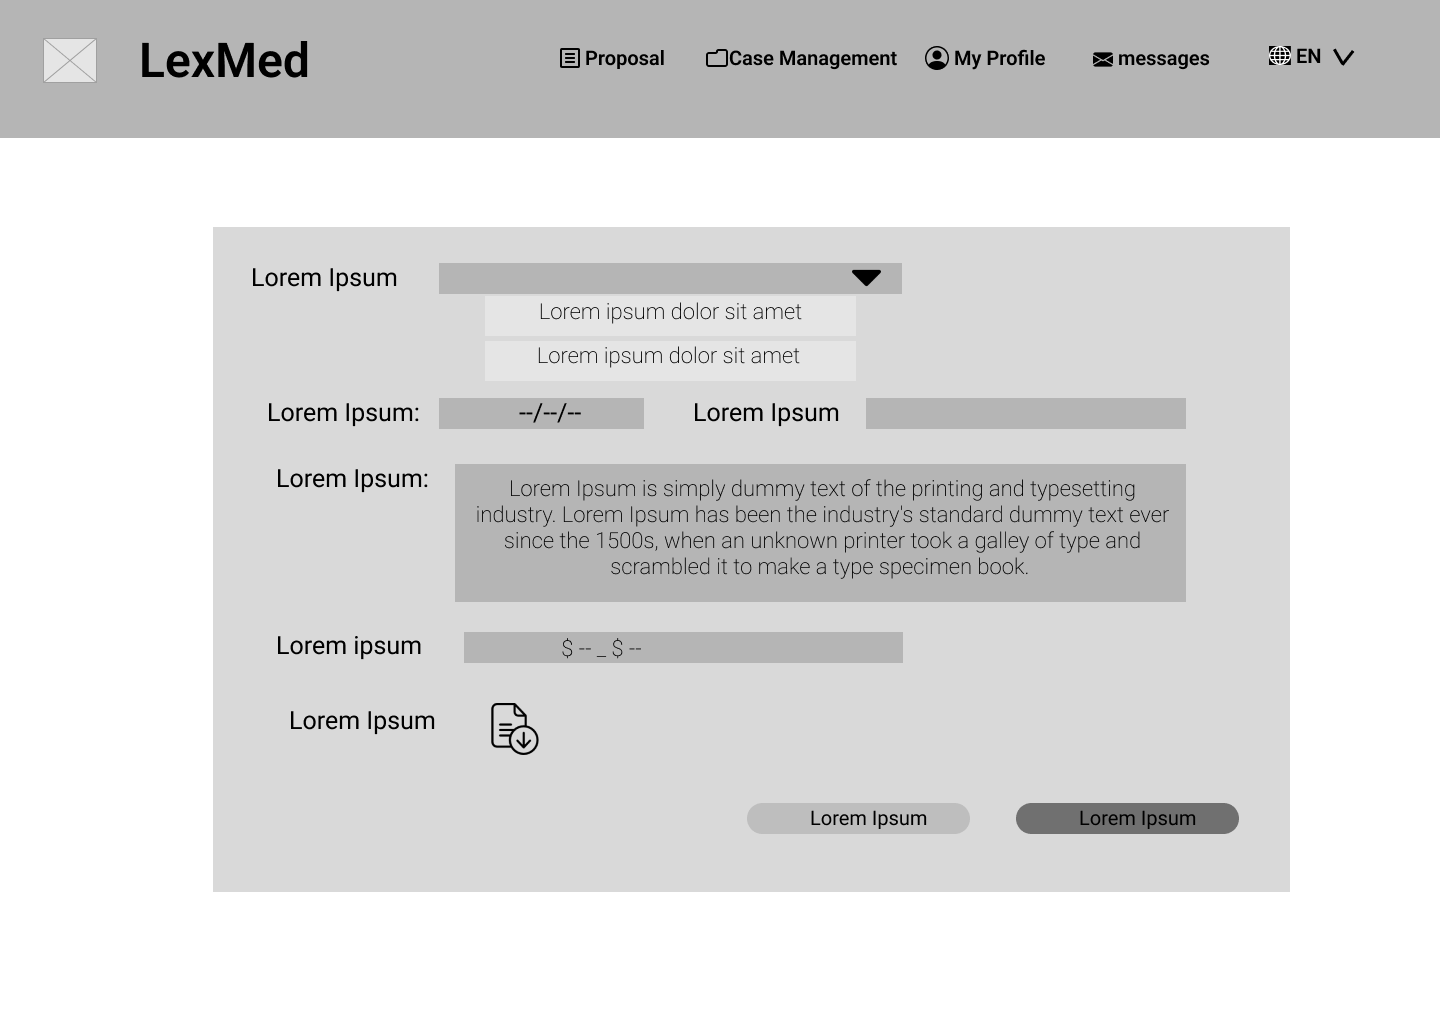 LexMed
Proposal
Case Management
My Profile
messages
EN
Lorem Ipsum
Lorem ipsum dolor sit amet
Lorem ipsum dolor sit amet
Lorem Ipsum:
--/--/--
Lorem Ipsum
Lorem Ipsum:
Lorem Ipsum is simply dummy text of the printing and typesetting
industry. Lorem Ipsum has been the industry's standard dummy text ever
since the 1500s, when an unknown printer took a galley of type and
scrambled it to make a type specimen book.
Lorem ipsum
$ -- _ $ --
Lorem Ipsum
Lorem Ipsum
Lorem Ipsum